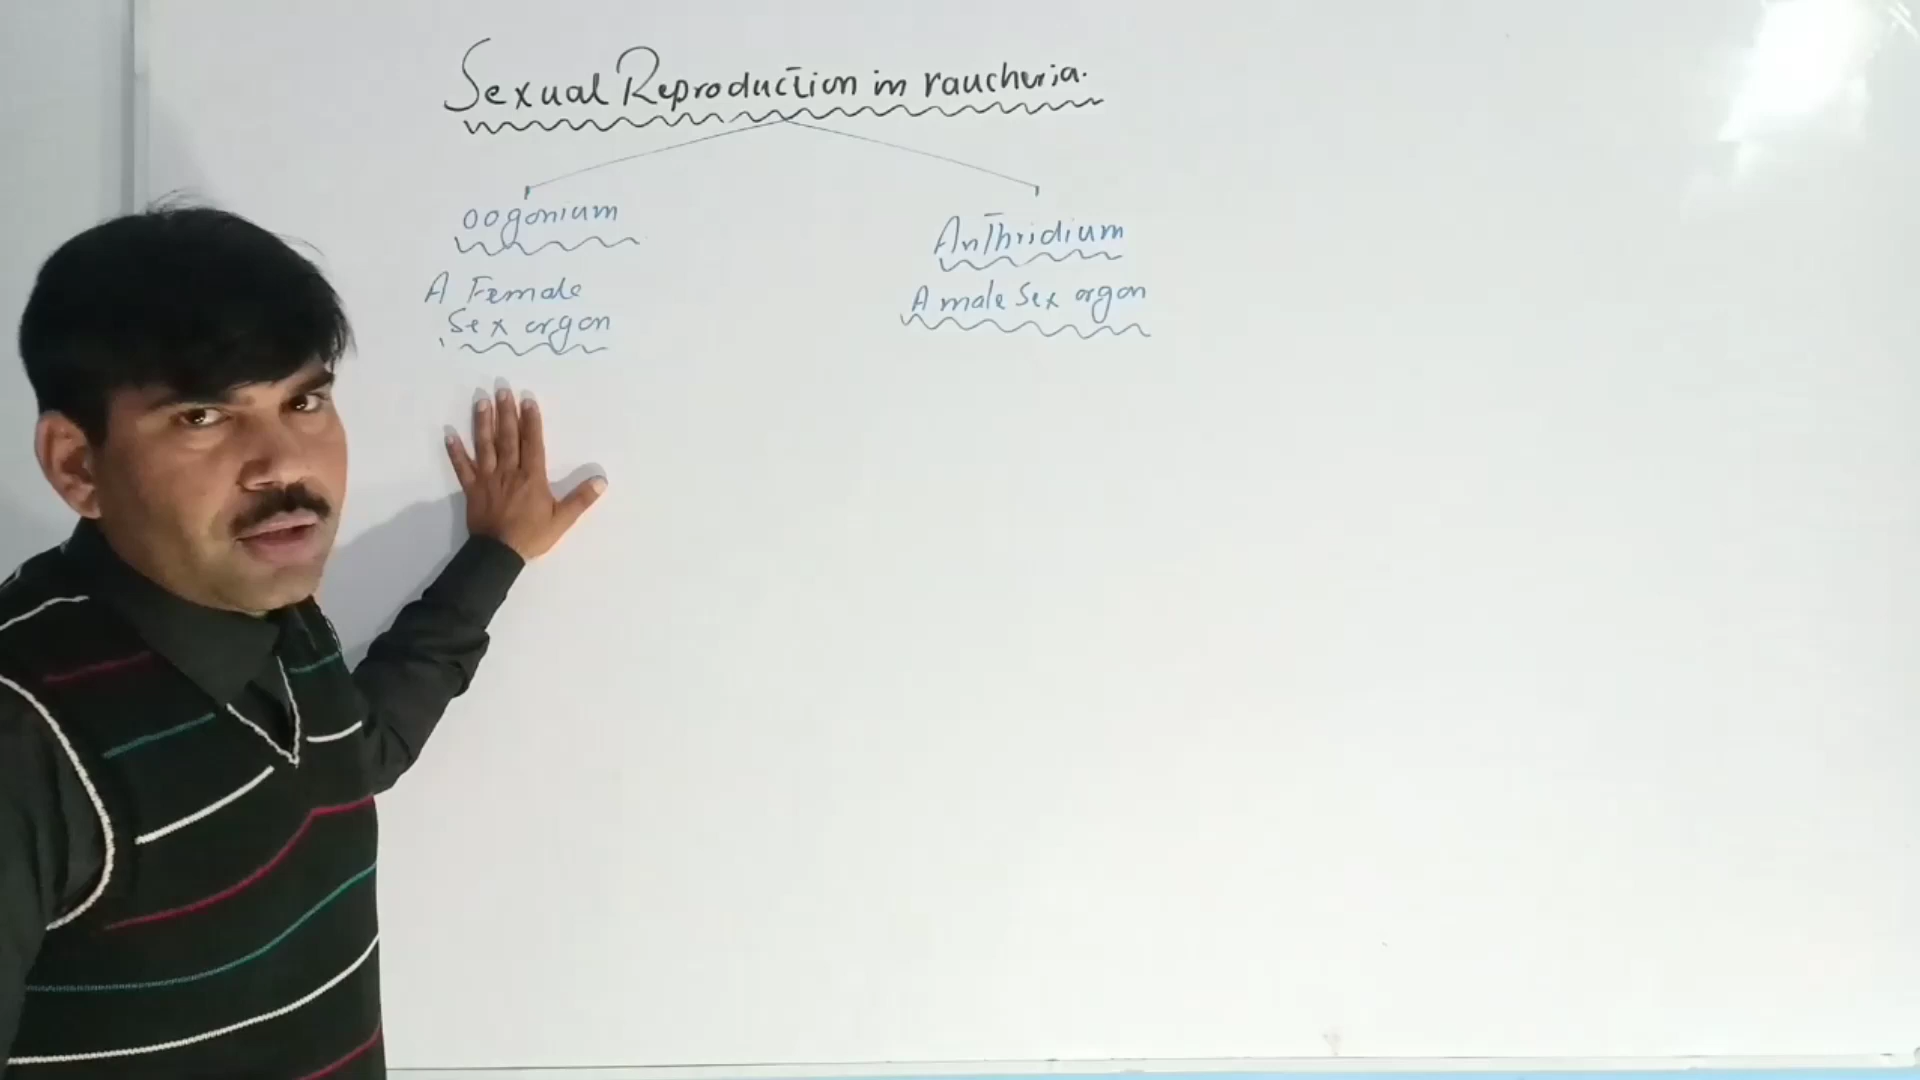 Sexual Reproduction in vaucheria.
oogonium
A Female
Sex organ
Anthridium
A male Sex organ